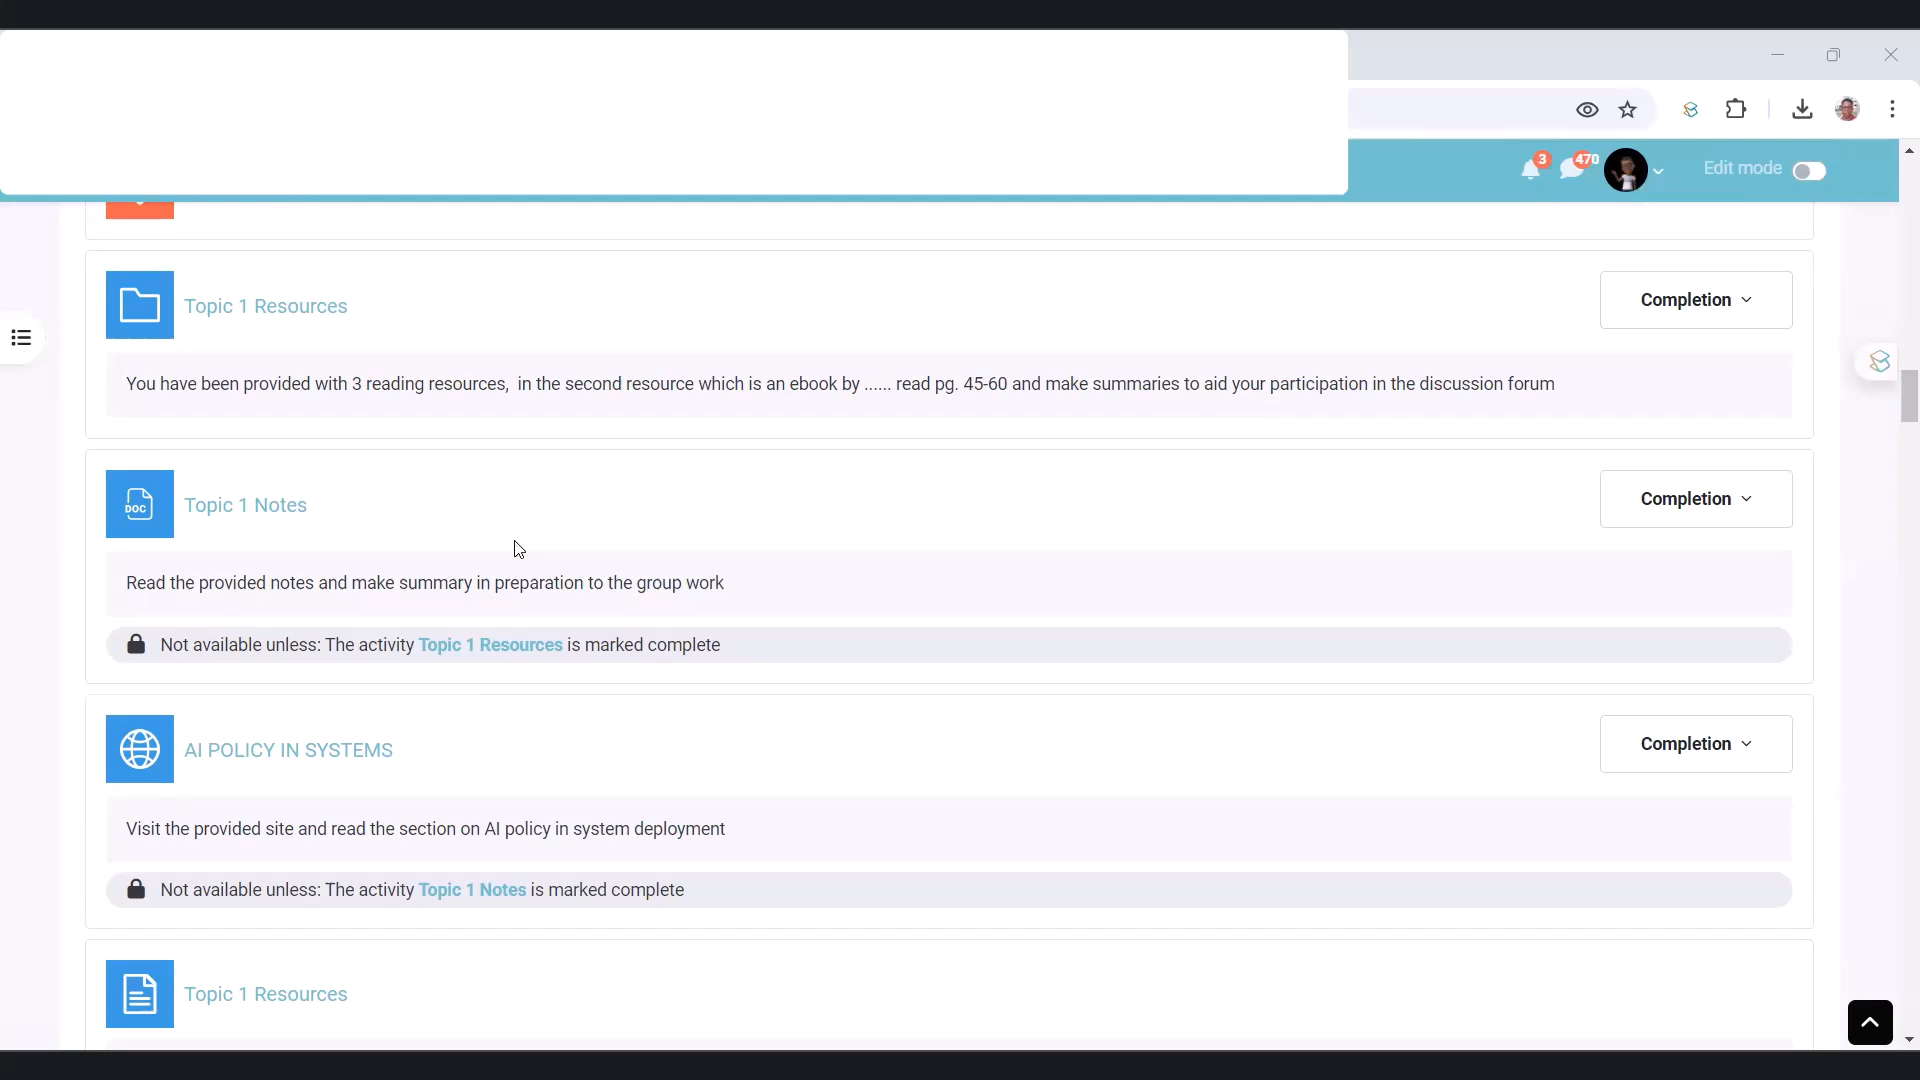 3
470
Edit mode
Topic 1 Resources
Completion
You have been provided with 3 reading resources,  in the second resource which is an ebook by ...... read pg. 45-60 and make summaries to aid your participation in the discussion forum
DOC
Topic 1 Notes
Completion
Read the provided notes and make summary in preparation to the group work
Not available unless: The activity Topic 1 Resources is marked complete
AI POLICY IN SYSTEMS
Completion
Visit the provided site and read the section on AI policy in system deployment
Not available unless: The activity Topic 1 Notes is marked complete
Topic 1 Resources